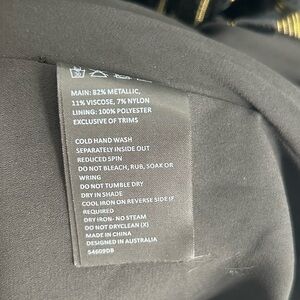 MAIN: 82% METALLIC,
11% VISCOSE, 7% NYLON
LINING: 100% POLYESTER
EXCLUSIVE OF TRIMS
COLD HAND WASH
SEPARATELY INSIDE OUT
REDUCED SPIN
DO NOT BLEACH, RUB, SOAK OR
WRING
DO NOT TUMBLE DRY
DRY IN SHADE
COOL IRON ON REVERSE SIDE IF
REQUIRED
DRY IRON- NO STEAM
DO NOT DRYCLEAN (X)
MADE IN CHINA
DESIGNED IN AUSTRALIA
54609DB